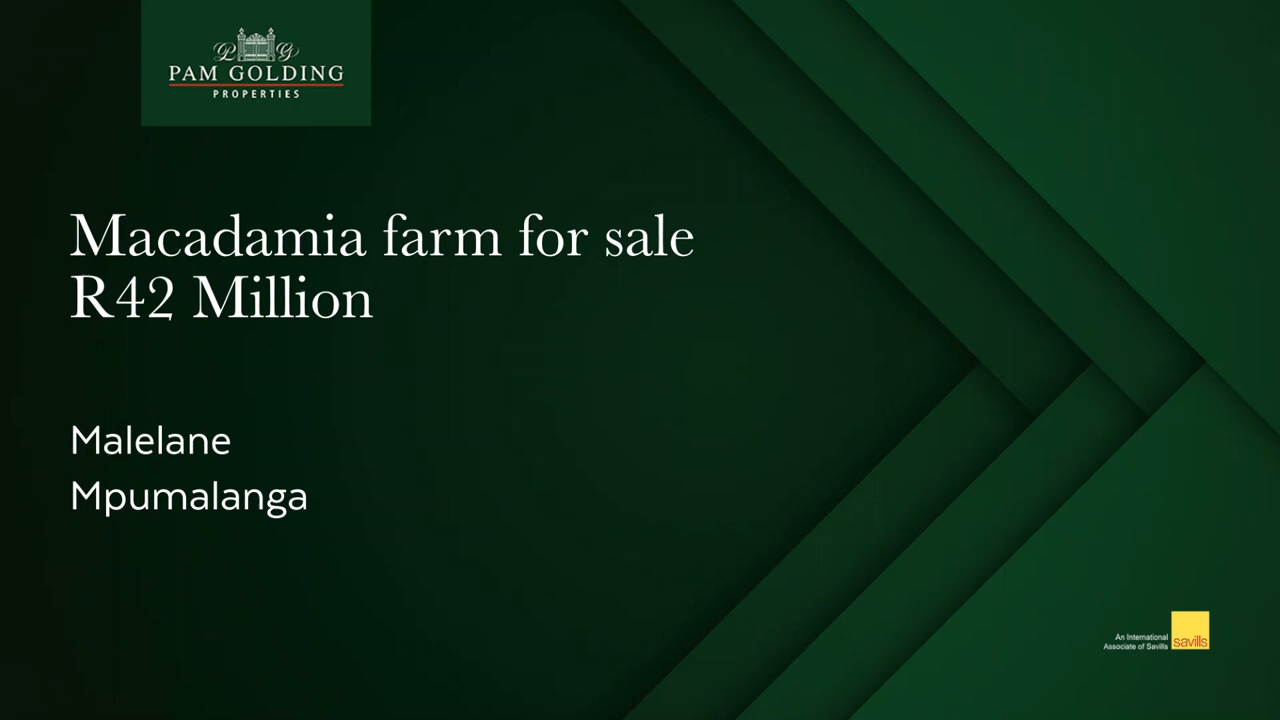 P G
PAM GOLDING
PROPERTIES
Macadamia farm for sale
R42 Million
Malelane
Mpumalanga
An International
Associate of Savills
savills